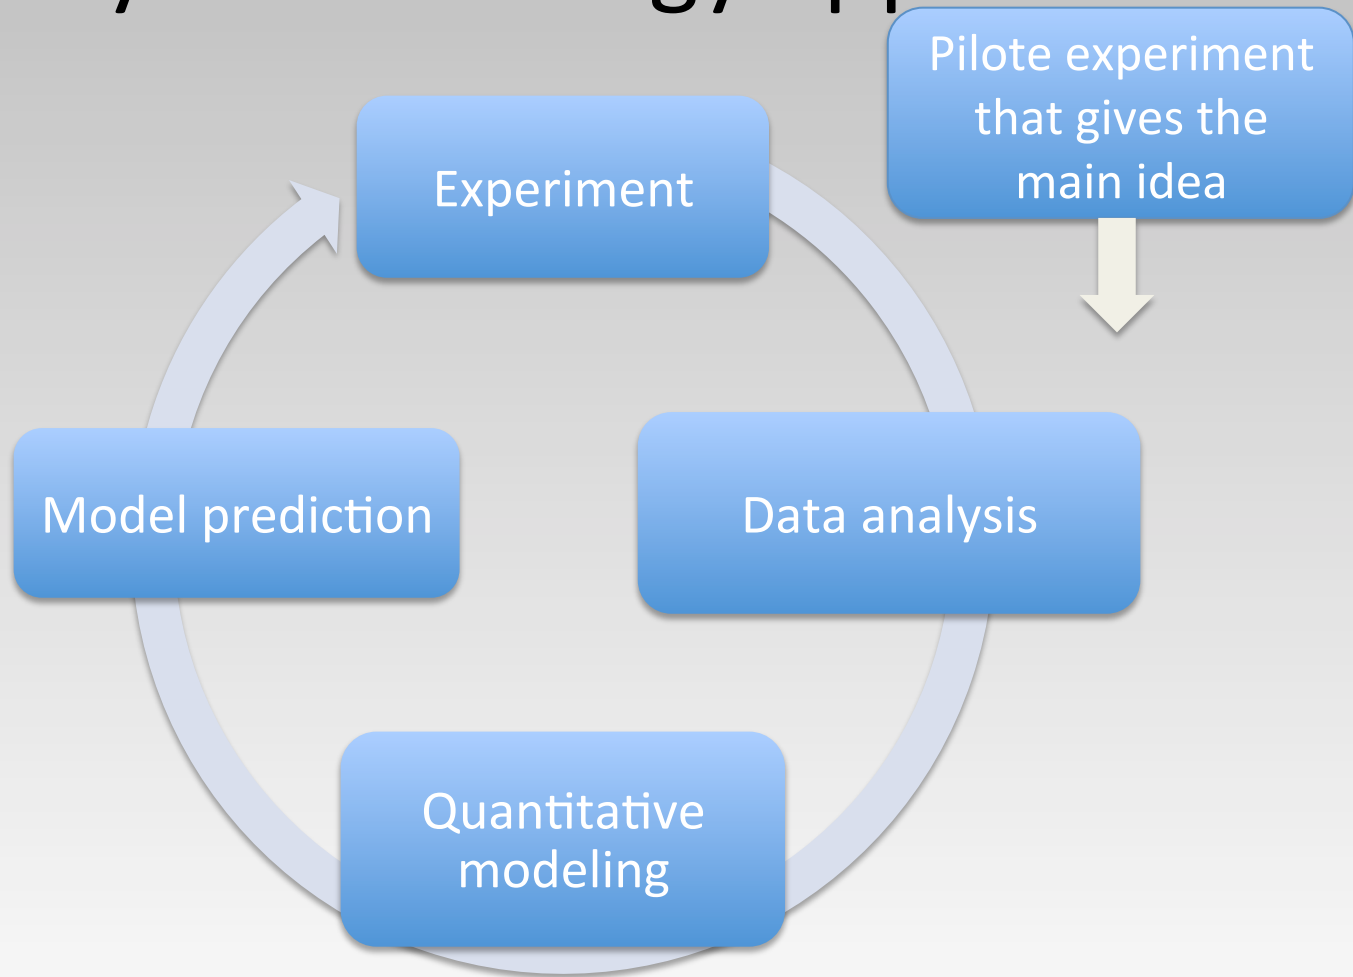 Pilote experiment
that gives the
main idea
Experiment
Model prediction
Data analysis
Quantitative
modeling